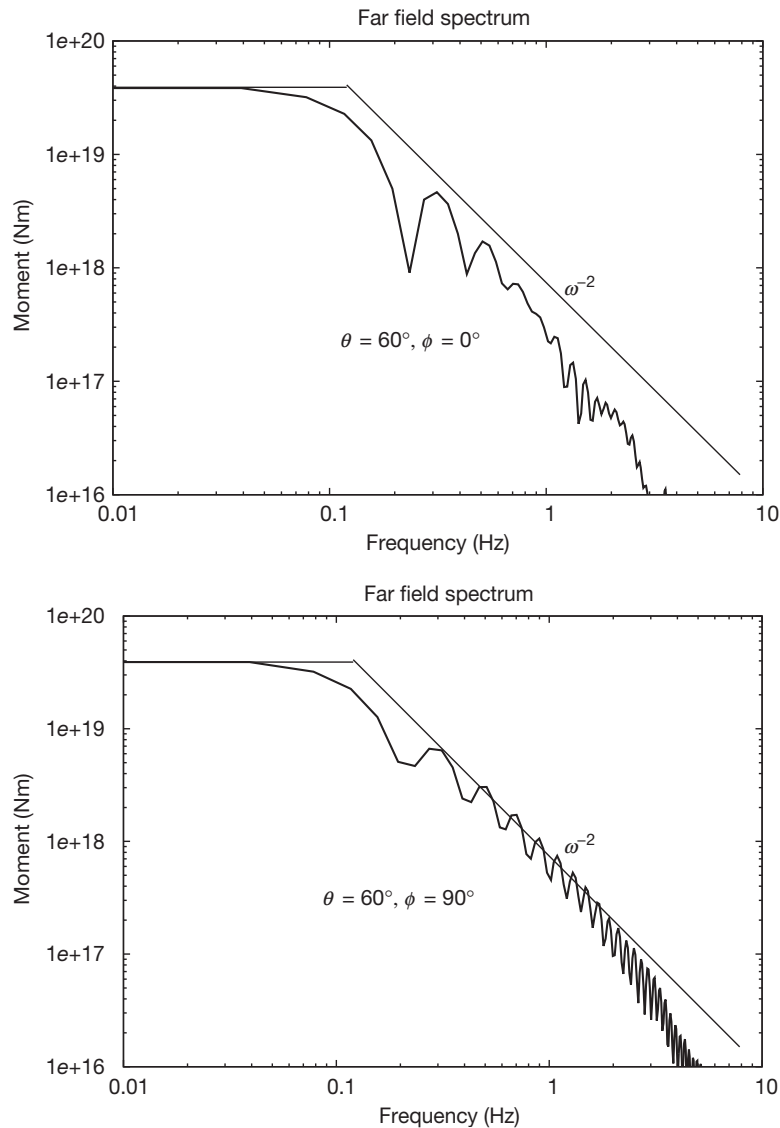 Far field spectrum
1e+20
1e+19
1e+18
1e+17
1e+16
Moment (Nm)
ω⁻²
θ = 60°, ϕ = 0°
0.01
0.1
1
10
Frequency (Hz)
Far field spectrum
1e+20
1e+19
1e+18
1e+17
1e+16
Moment (Nm)
ω⁻²
θ = 60°, ϕ = 90°
0.01
0.1
1
10
Frequency (Hz)